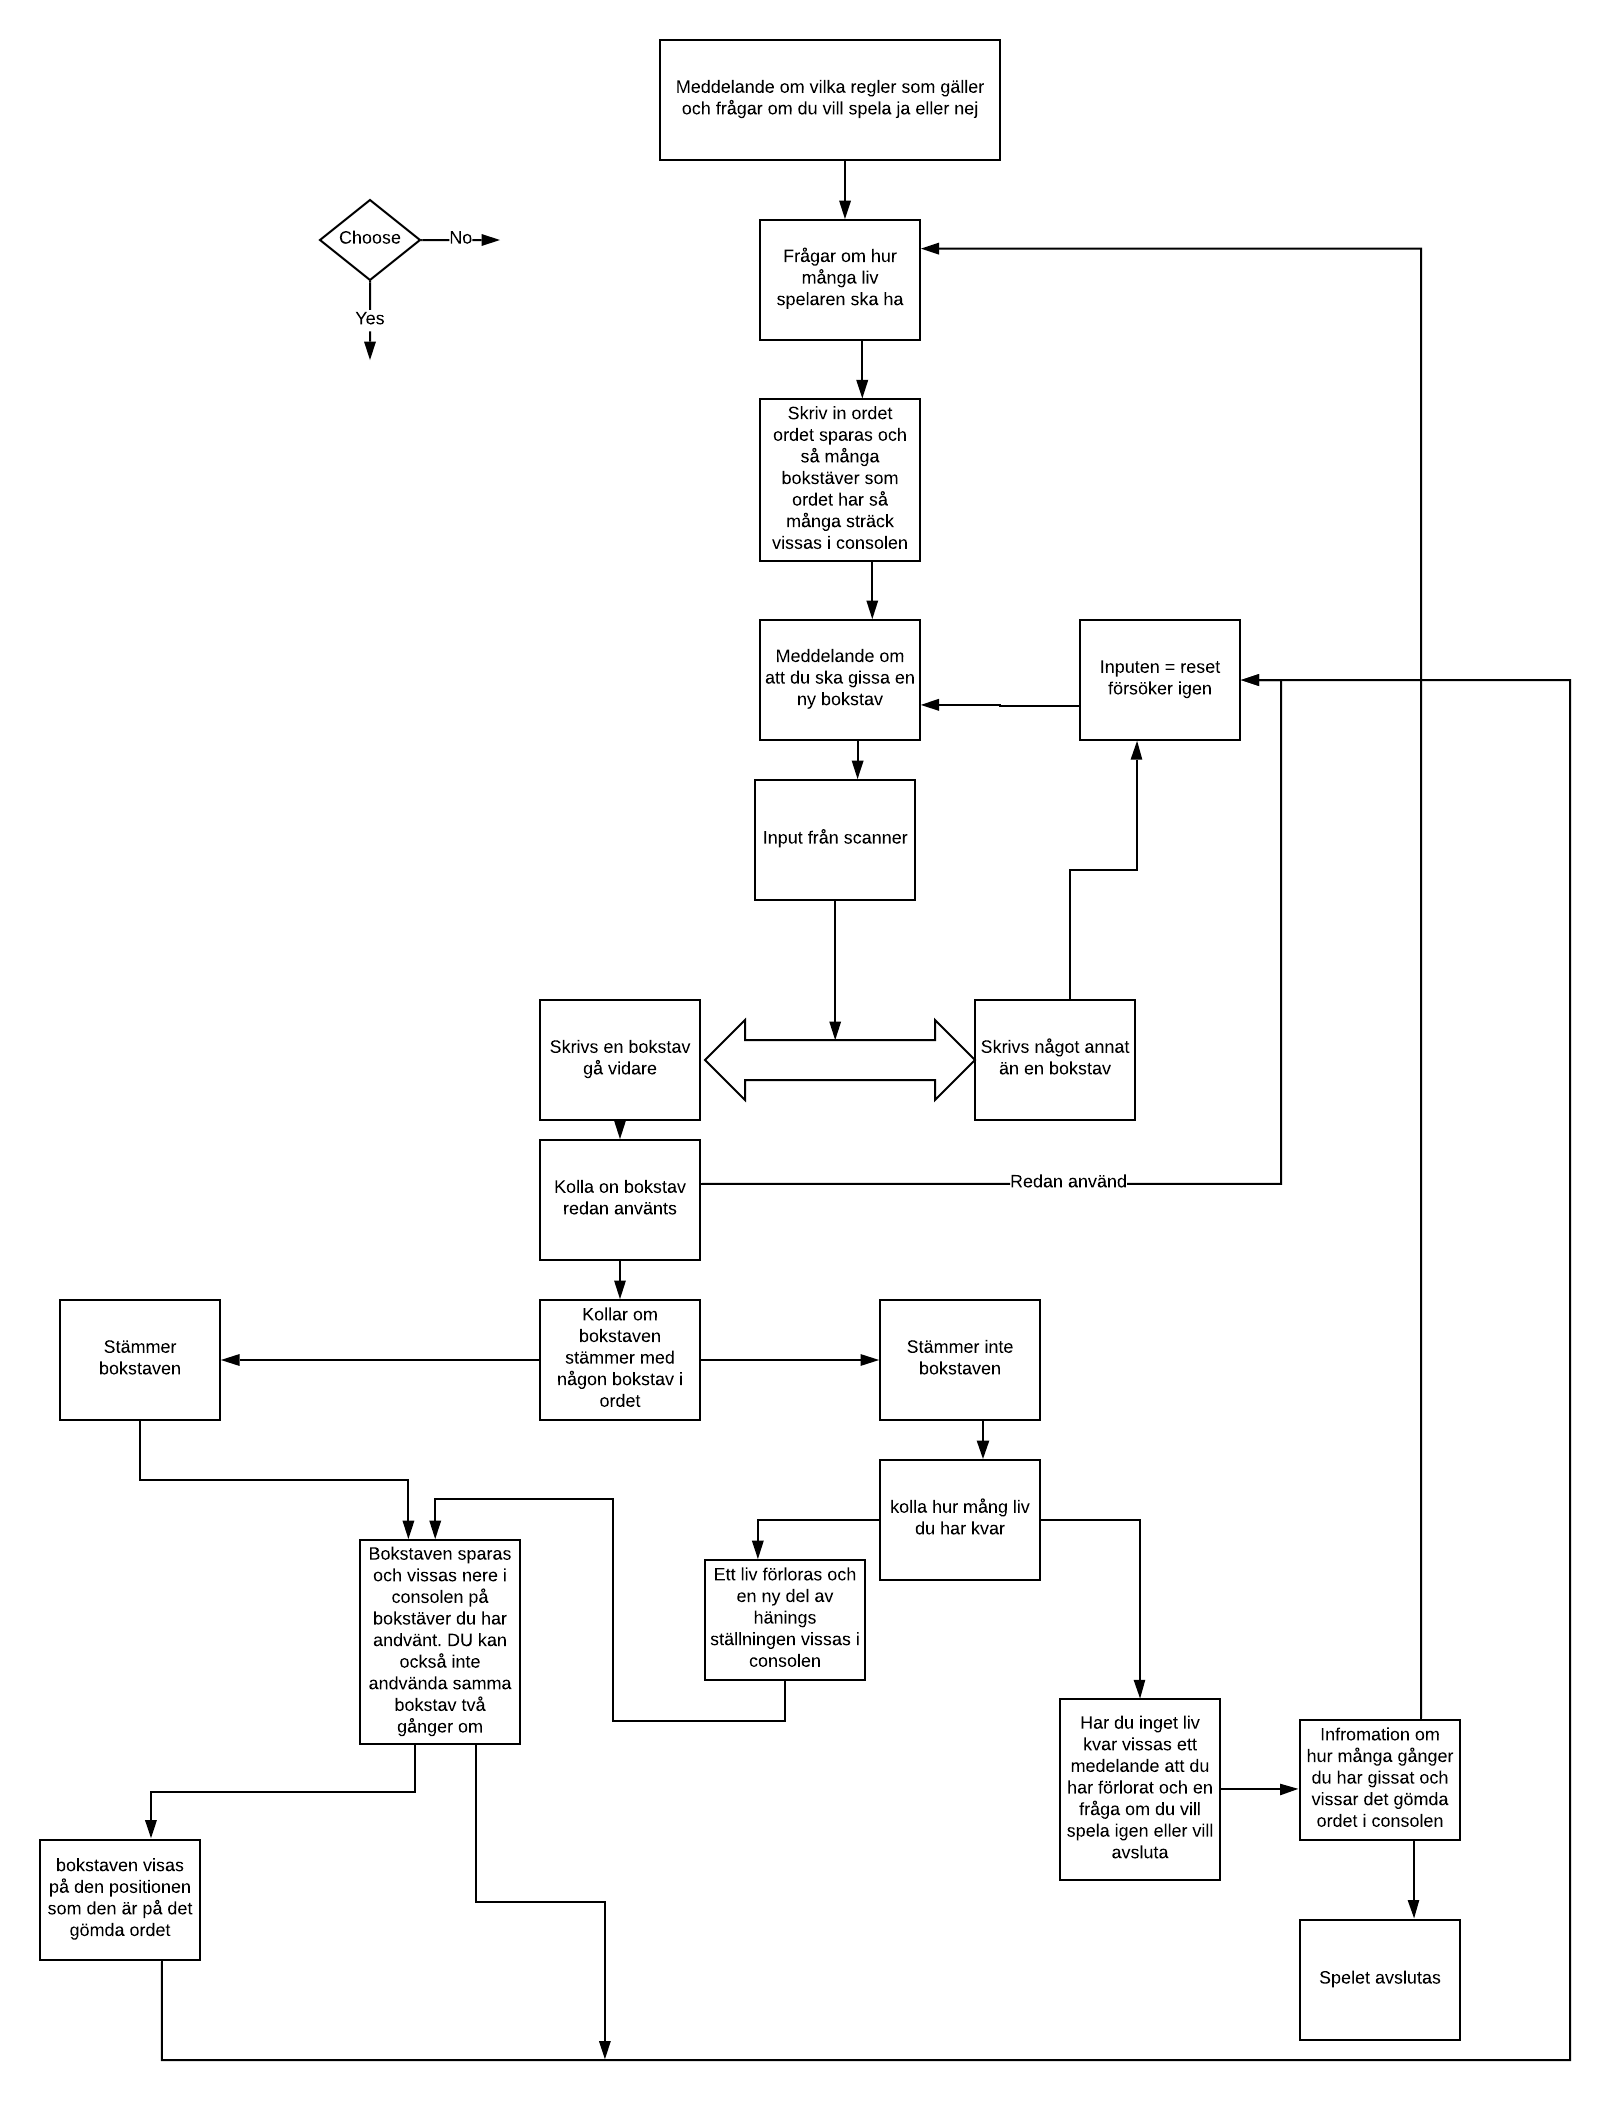 Meddelande om vilka regler som gäller
och frågar om du vill spela ja eller nej
Choose
No
Yes
Frågar om hur
många liv
spelaren ska ha
Skriv in ordet
ordet sparas och
så många
bokstäver som
ordet har så
många sträck
vissas i consolen
Meddelande om
att du ska gissa en
ny bokstav
Inputen = reset
försöker igen
Input från scanner
Skrivs en bokstav
gå vidare
Skrivs något annat
än en bokstav
Kolla on bokstav
redan använts
Redan använd
Stämmer
bokstaven
Kollar om
bokstaven
stämmer med
någon bokstav i
ordet
Stämmer inte
bokstaven
kolla hur mång liv
du har kvar
Bokstaven sparas
och vissas nere i
consolen på
bokstäver du har
andvänt. DU kan
också inte
andvända samma
bokstav två
gånger om
Ett liv förloras och
en ny del av
hänings
ställningen vissas i
consolen
Har du inget liv
kvar vissas ett
medelande att du
har förlorat och en
fråga om du vill
spela igen eller vill
avsluta
Infromation om
hur många gånger
du har gissat och
vissar det gömda
ordet i consolen
bokstaven visas
på den positionen
som den är på det
gömda ordet
Spelet avslutas